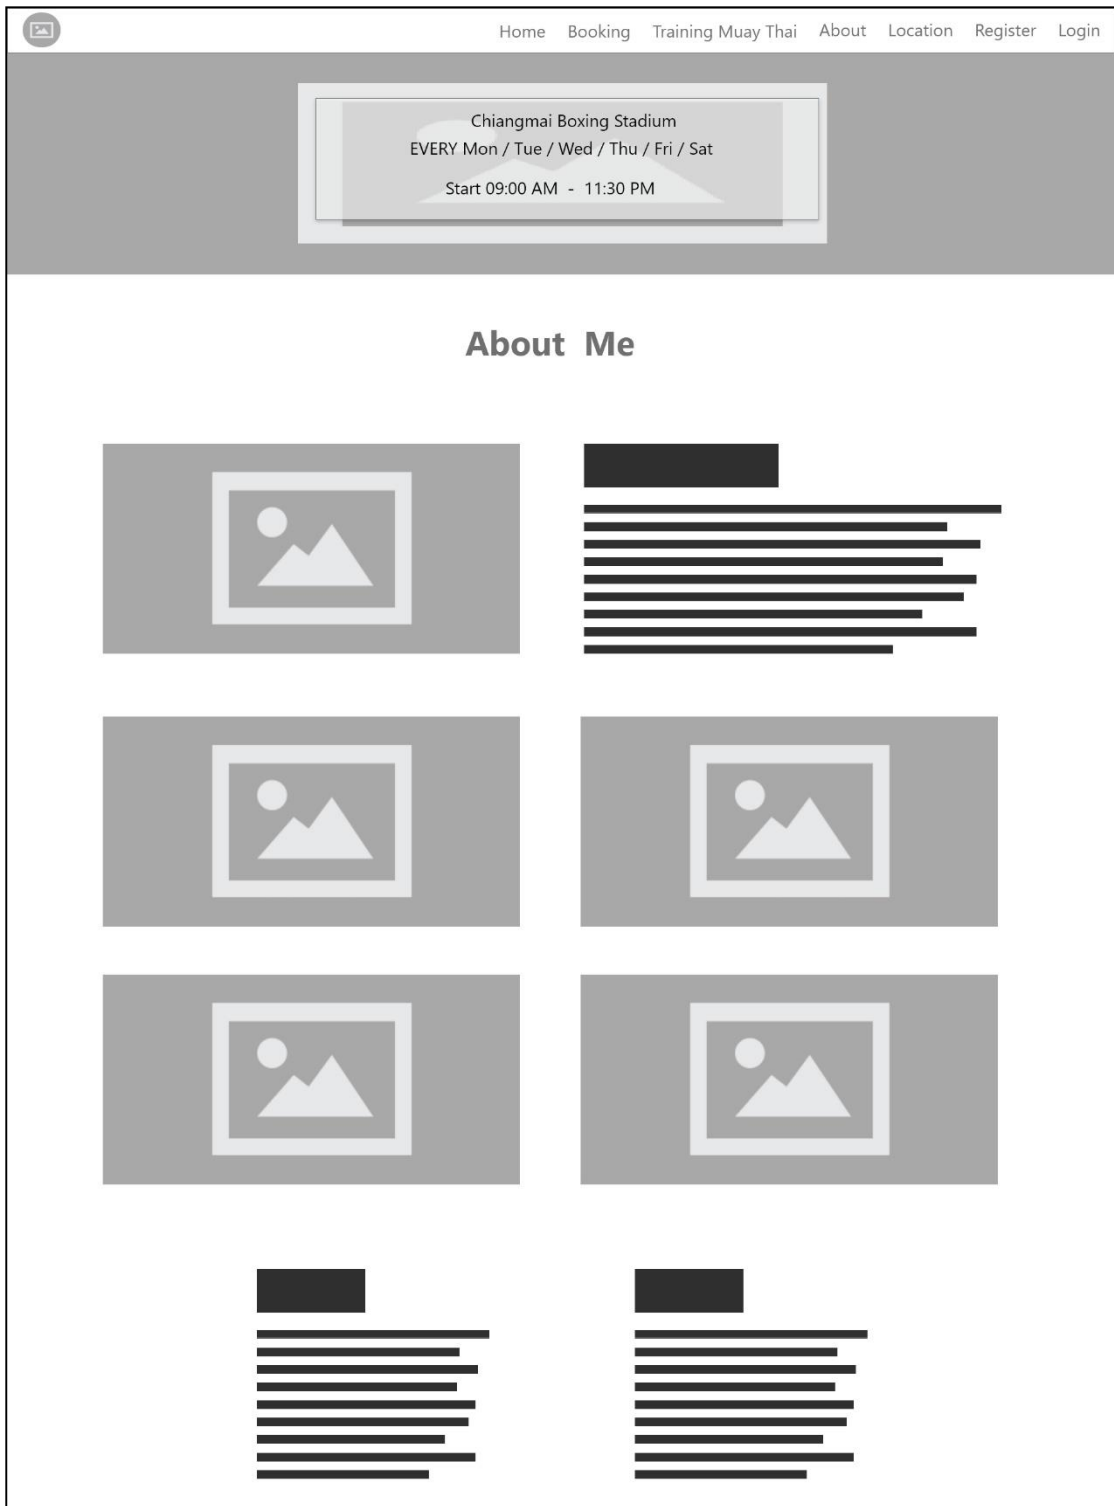 Home Booking Training Muay Thai About Location Register Login
Chiangmai Boxing Stadium
EVERY Mon / Tue / Wed / Thu / Fri / Sat
Start 09:00 AM - 11:30 PM
About Me